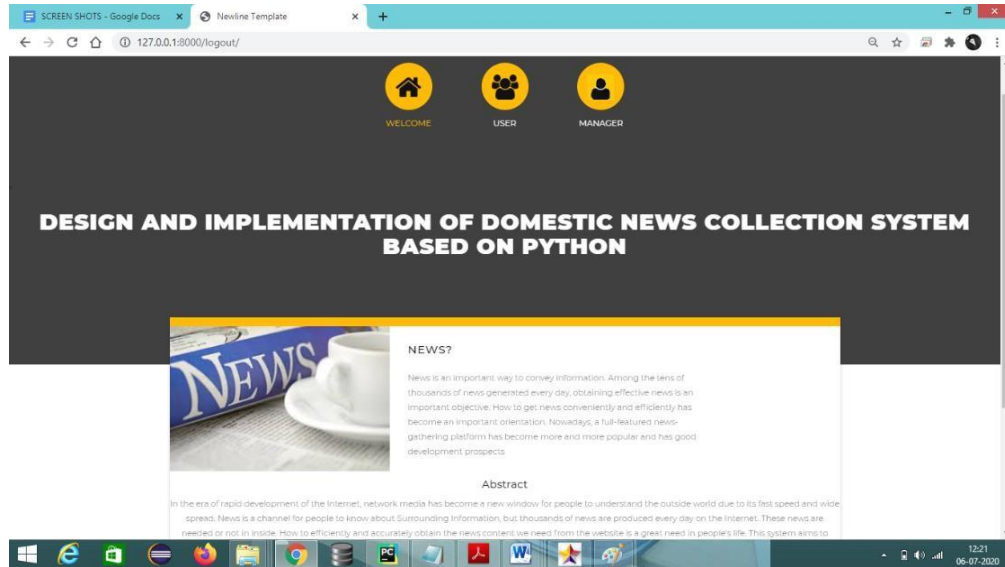 SCREEN SHOTS - Google Docs
Newline Template
127.0.0.1:8000/logout/
WELCOME
USER
MANAGER
DESIGN AND IMPLEMENTATION OF DOMESTIC NEWS COLLECTION SYSTEM
BASED ON PYTHON
NEWS
NEWS?
News is an important way to convey information. Among the tens of
thousands of news generated every day, obtaining effective news is an
important objective. How to get news conveniently and efficiently has
become an important orientation. Nowadays, a full-featured news-
gathering platform has become more and more popular and has good
development prospects
Abstract
In the era of rapid development of the Internet, network media has become a new window for people to understand the outside world due to its fast speed and wide
spread. News is a channel for people to know about Surrounding Information, but thousands of news are produced every day on the Internet. These news are
needed or not in inside. How to efficiently and accurately obtain the news content we need from the website is a great need in people's life. This system aims to
PC
W
12:21
06-07-2020